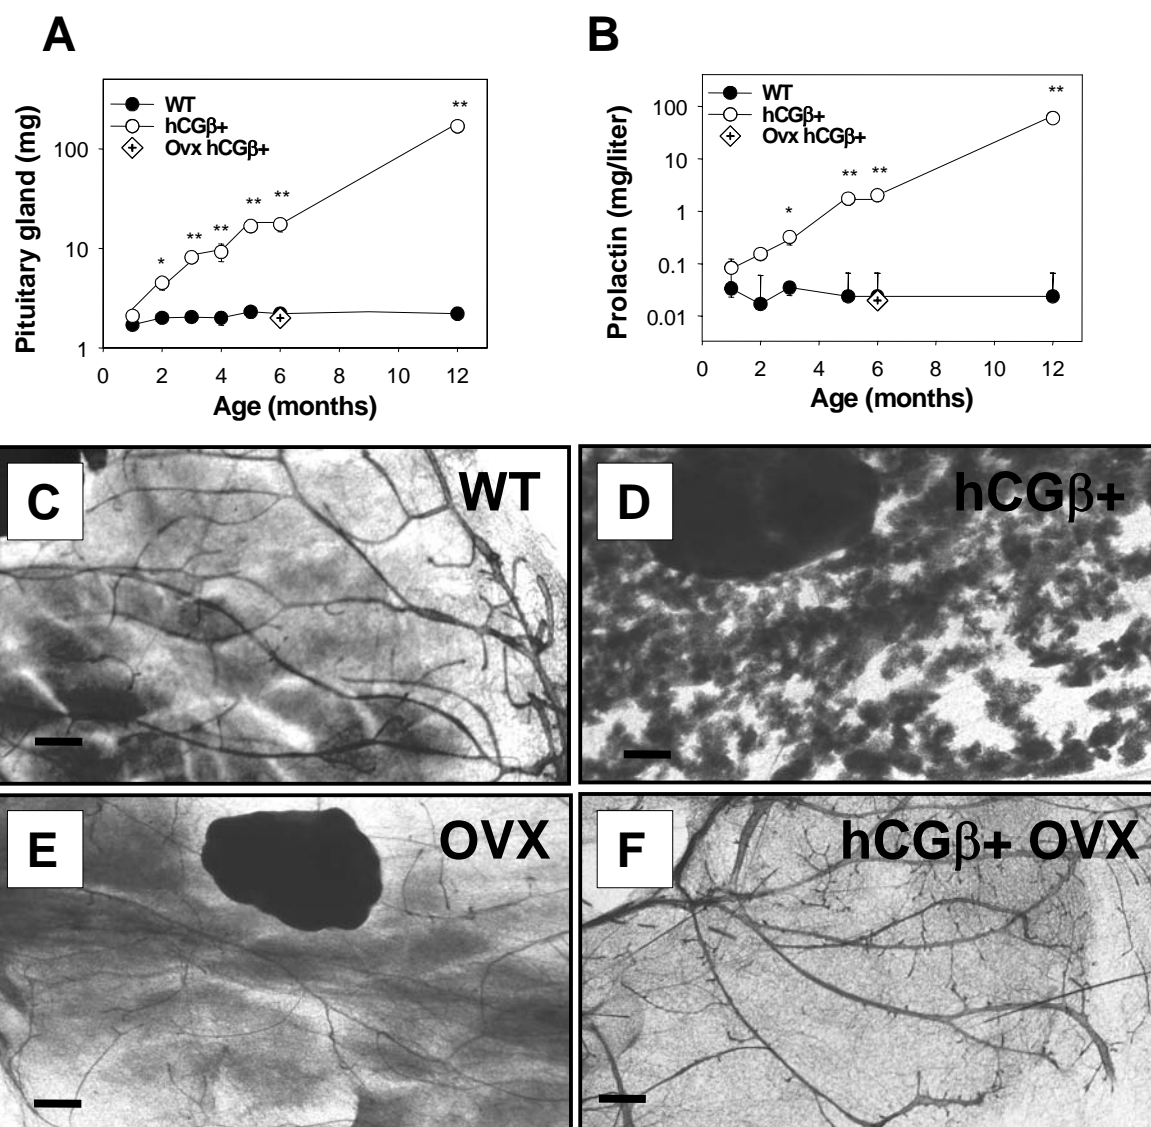 A
B
Pituitary gland (mg)
WT
hCGβ+
Ovx hCGβ+
*
**
**
**
**
**
100
10
1
0 2 4 6 8 10 12
Age (months)
Prolactin (mg/liter)
WT
hCGβ+
Ovx hCGβ+
*
**
**
**
100
10
1
0.1
0.01
0 2 4 6 8 10 12
Age (months)
C WT
D hCGβ+
E OVX
F hCGβ+ OVX